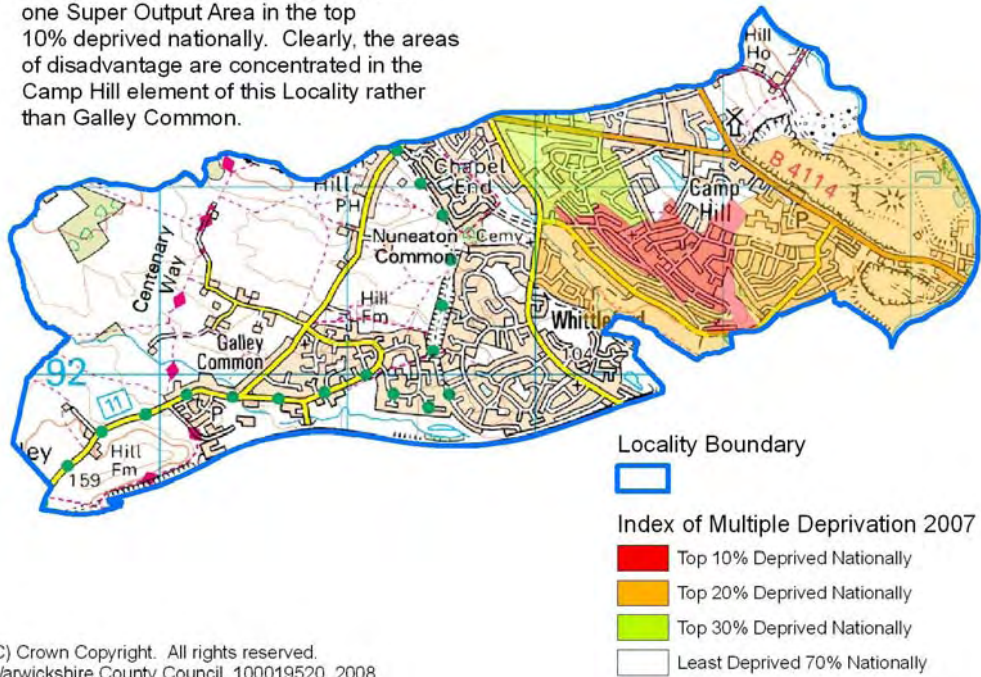 one Super Output Area in the top
10% deprived nationally. Clearly, the areas
of disadvantage are concentrated in the
Camp Hill element of this Locality rather
than Galley Common.
Hill
Ho
Chapel
End
Hill
PH
Camp
Hill
B 4114
P
Nuneaton
Common
Cemy
Centenary
Way
Hill
Fm
Galley
Common
104
92
11
P
ey
Hill
Fm
159
Locality Boundary
Index of Multiple Deprivation 2007
Top 10% Deprived Nationally
Top 20% Deprived Nationally
Top 30% Deprived Nationally
Least Deprived 70% Nationally
C) Crown Copyright. All rights reserved.
Warwickshire County Council, 100019520, 2008